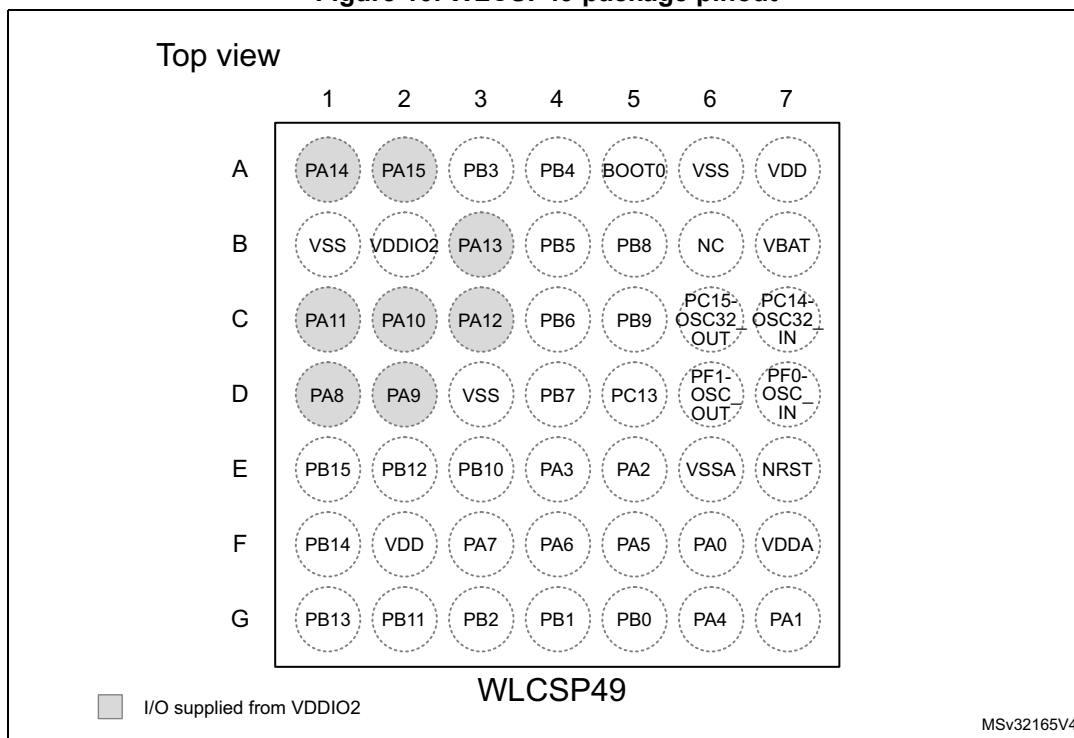 Top view
1 2 3 4 5 6 7
A PA14 PA15 PB3 PB4 BOOT0 VSS VDD
B VSS VDDIO2 PA13 PB5 PB8 NC VBAT
C PA11 PA10 PA12 PB6 PB9 PC15-OSC32_OUT PC14-OSC32_IN
D PA8 PA9 VSS PB7 PC13 PF1-OSC_OUT PF0-OSC_IN
E PB15 PB12 PB10 PA3 PA2 VSSA NRST
F PB14 VDD PA7 PA6 PA5 PA0 VDDA
G PB13 PB11 PB2 PB1 PB0 PA4 PA1
WLCSP49
I/O supplied from VDDIO2
MSv32165V4